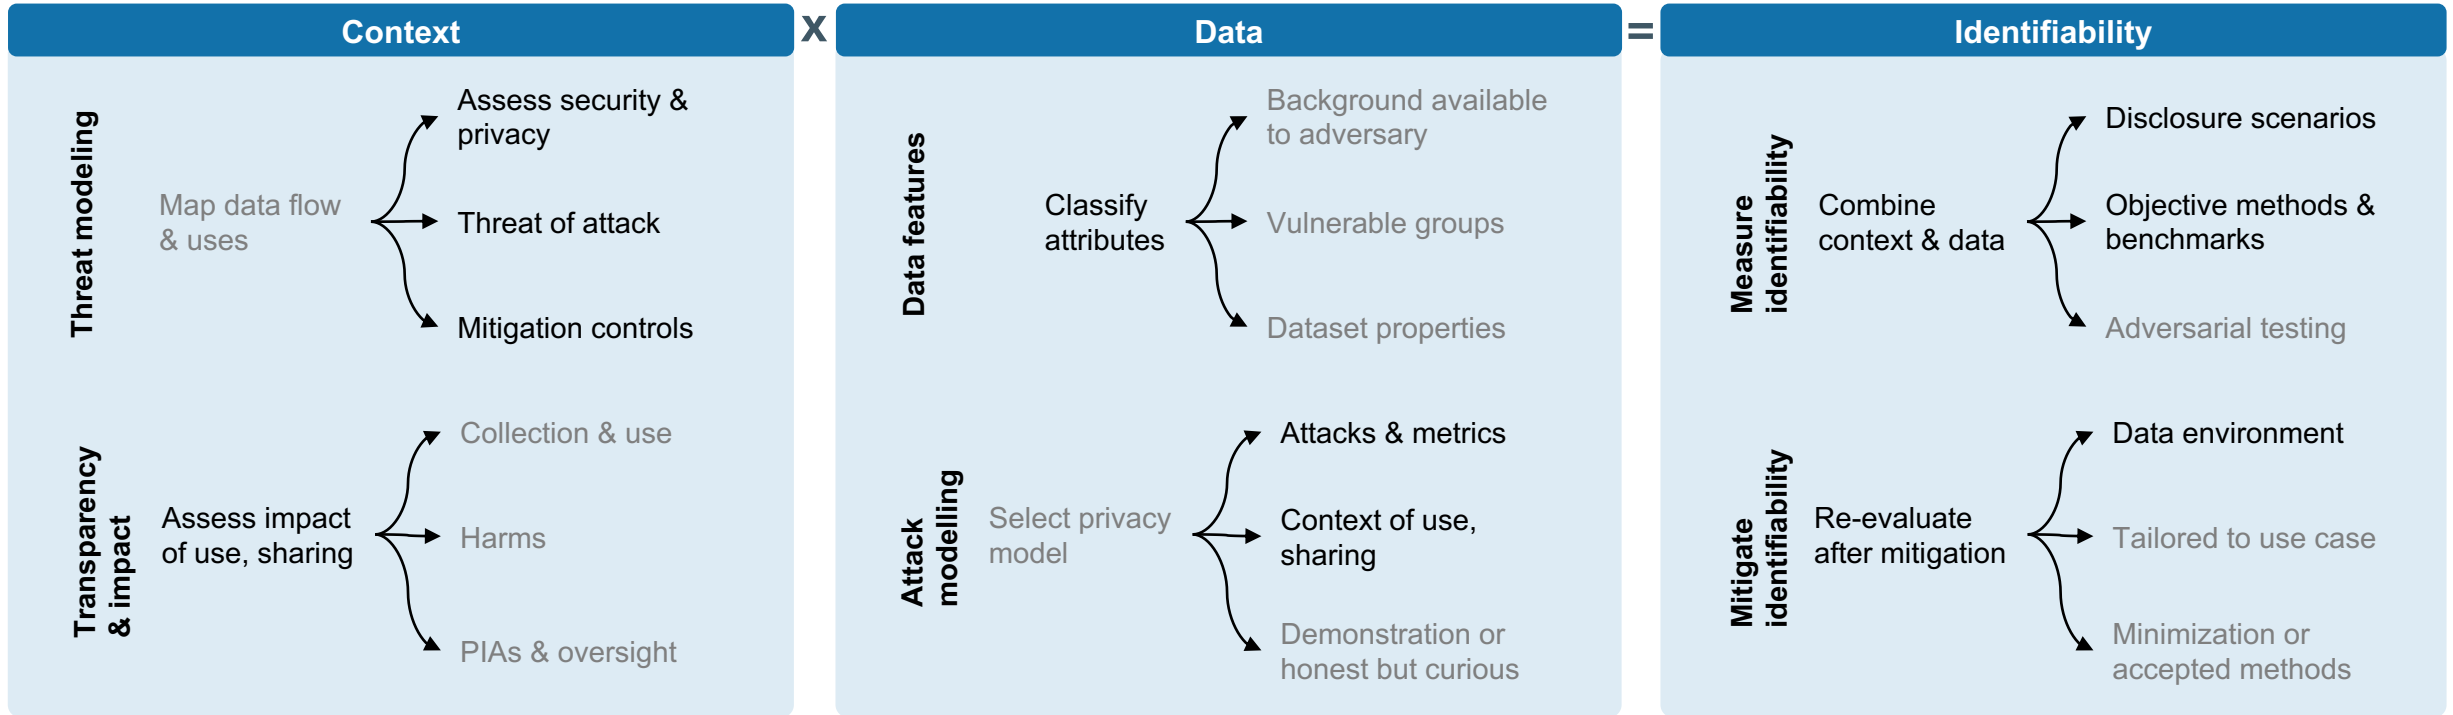 Context
x
Data
=
Identifiability
Threat modeling
Map data flow
& uses
Assess security &
privacy
Threat of attack
Mitigation controls
Transparency
& impact
Assess impact
of use, sharing
Collection & use
Harms
PIAs & oversight
Data features
Classify
attributes
Background available
to adversary
Vulnerable groups
Dataset properties
Attack
modelling
Select privacy
model
Attacks & metrics
Context of use,
sharing
Demonstration or
honest but curious
Measure
identifiability
Combine
context & data
Disclosure scenarios
Objective methods &
benchmarks
Adversarial testing
Mitigate
identifiability
Re-evaluate
after mitigation
Data environment
Tailored to use case
Minimization or
accepted methods